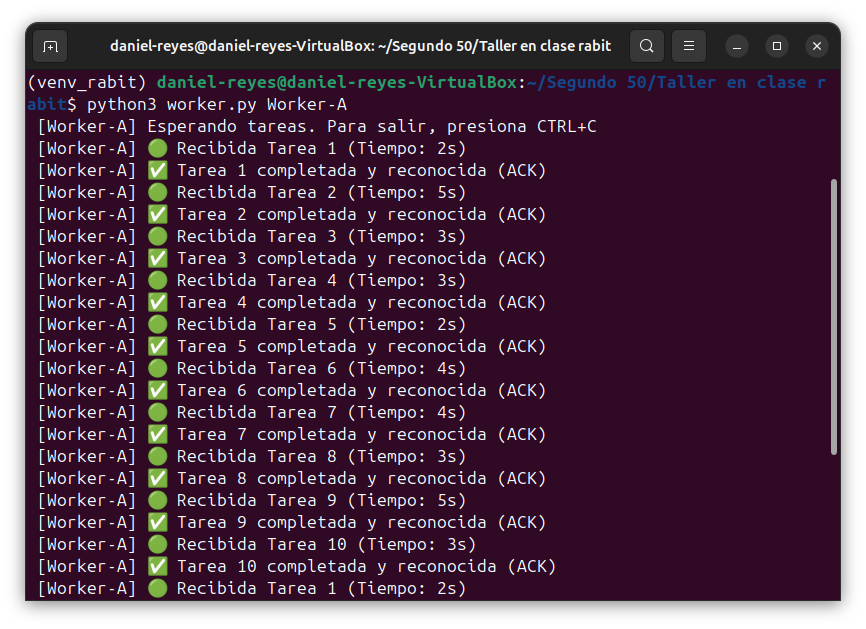 daniel-reyes@daniel-reyes-VirtualBox: ~/Segundo 50/Taller en clase rabit
(venv_rabit) daniel-reyes@daniel-reyes-VirtualBox:~/Segundo 50/Taller en clase r
abit$ python3 worker.py Worker-A
[Worker-A] Esperando tareas. Para salir, presiona CTRL+C
[Worker-A] 🟢 Recibida Tarea 1 (Tiempo: 2s)
[Worker-A] ✅ Tarea 1 completada y reconocida (ACK)
[Worker-A] 🟢 Recibida Tarea 2 (Tiempo: 5s)
[Worker-A] ✅ Tarea 2 completada y reconocida (ACK)
[Worker-A] 🟢 Recibida Tarea 3 (Tiempo: 3s)
[Worker-A] ✅ Tarea 3 completada y reconocida (ACK)
[Worker-A] 🟢 Recibida Tarea 4 (Tiempo: 3s)
[Worker-A] ✅ Tarea 4 completada y reconocida (ACK)
[Worker-A] 🟢 Recibida Tarea 5 (Tiempo: 2s)
[Worker-A] ✅ Tarea 5 completada y reconocida (ACK)
[Worker-A] 🟢 Recibida Tarea 6 (Tiempo: 4s)
[Worker-A] ✅ Tarea 6 completada y reconocida (ACK)
[Worker-A] 🟢 Recibida Tarea 7 (Tiempo: 4s)
[Worker-A] ✅ Tarea 7 completada y reconocida (ACK)
[Worker-A] 🟢 Recibida Tarea 8 (Tiempo: 3s)
[Worker-A] ✅ Tarea 8 completada y reconocida (ACK)
[Worker-A] 🟢 Recibida Tarea 9 (Tiempo: 5s)
[Worker-A] ✅ Tarea 9 completada y reconocida (ACK)
[Worker-A] 🟢 Recibida Tarea 10 (Tiempo: 3s)
[Worker-A] ✅ Tarea 10 completada y reconocida (ACK)
[Worker-A] 🟢 Recibida Tarea 1 (Tiempo: 2s)